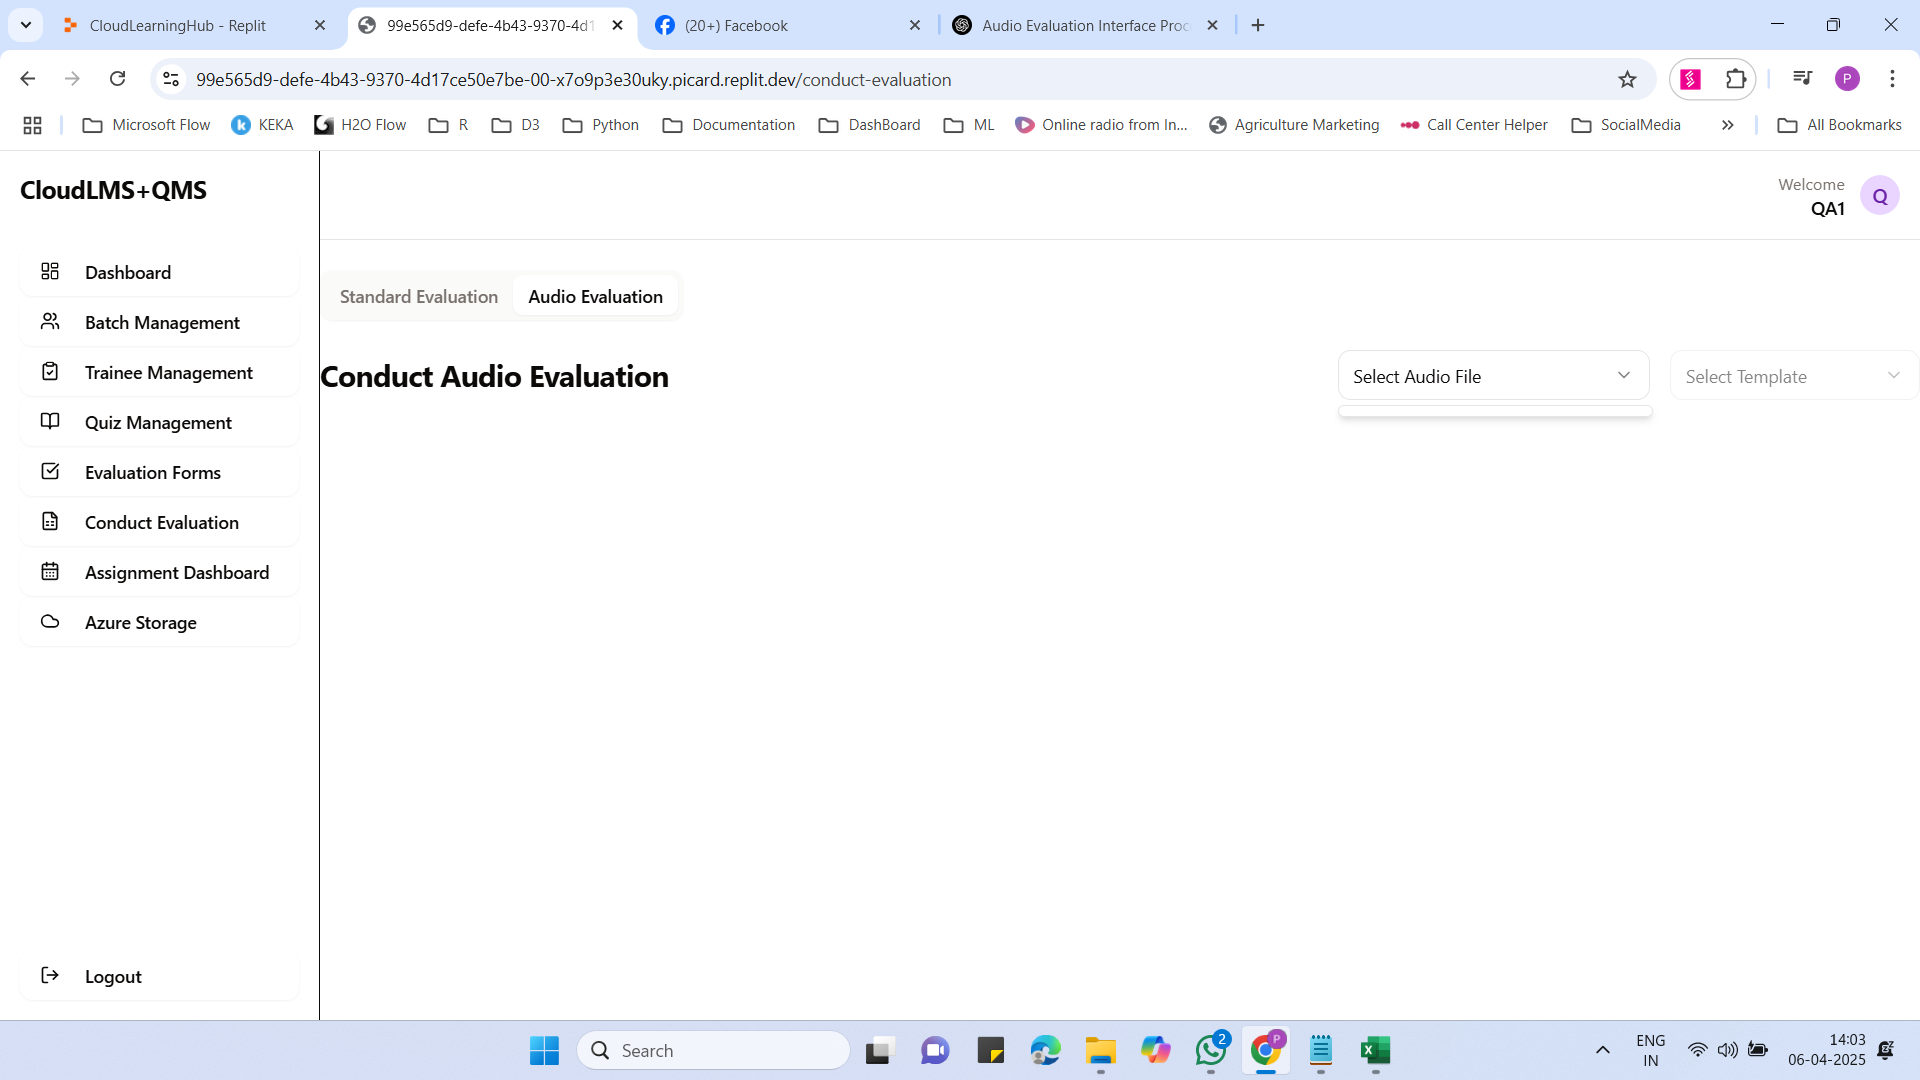 CloudLearningHub - Replit
99e565d9-defe-4b43-9370-4d1
(20+) Facebook
Audio Evaluation Interface Proc
99e565d9-defe-4b43-9370-4d17ce50e7be-00-x7o9p3e30uky.picard.replit.dev/conduct-evaluation
P
Microsoft Flow
KEKA
H2O Flow
R
D3
Python
Documentation
DashBoard
ML
Online radio from In...
Agriculture Marketing
Call Center Helper
SocialMedia
All Bookmarks
CloudLMS+QMS
Welcome
QA1
Q
Dashboard
Batch Management
Trainee Management
Quiz Management
Evaluation Forms
Conduct Evaluation
Assignment Dashboard
Azure Storage
Logout
Standard Evaluation
Audio Evaluation
Conduct Audio Evaluation
Select Audio File
Select Template
Search
2
P
ENG
IN
14:03
06-04-2025